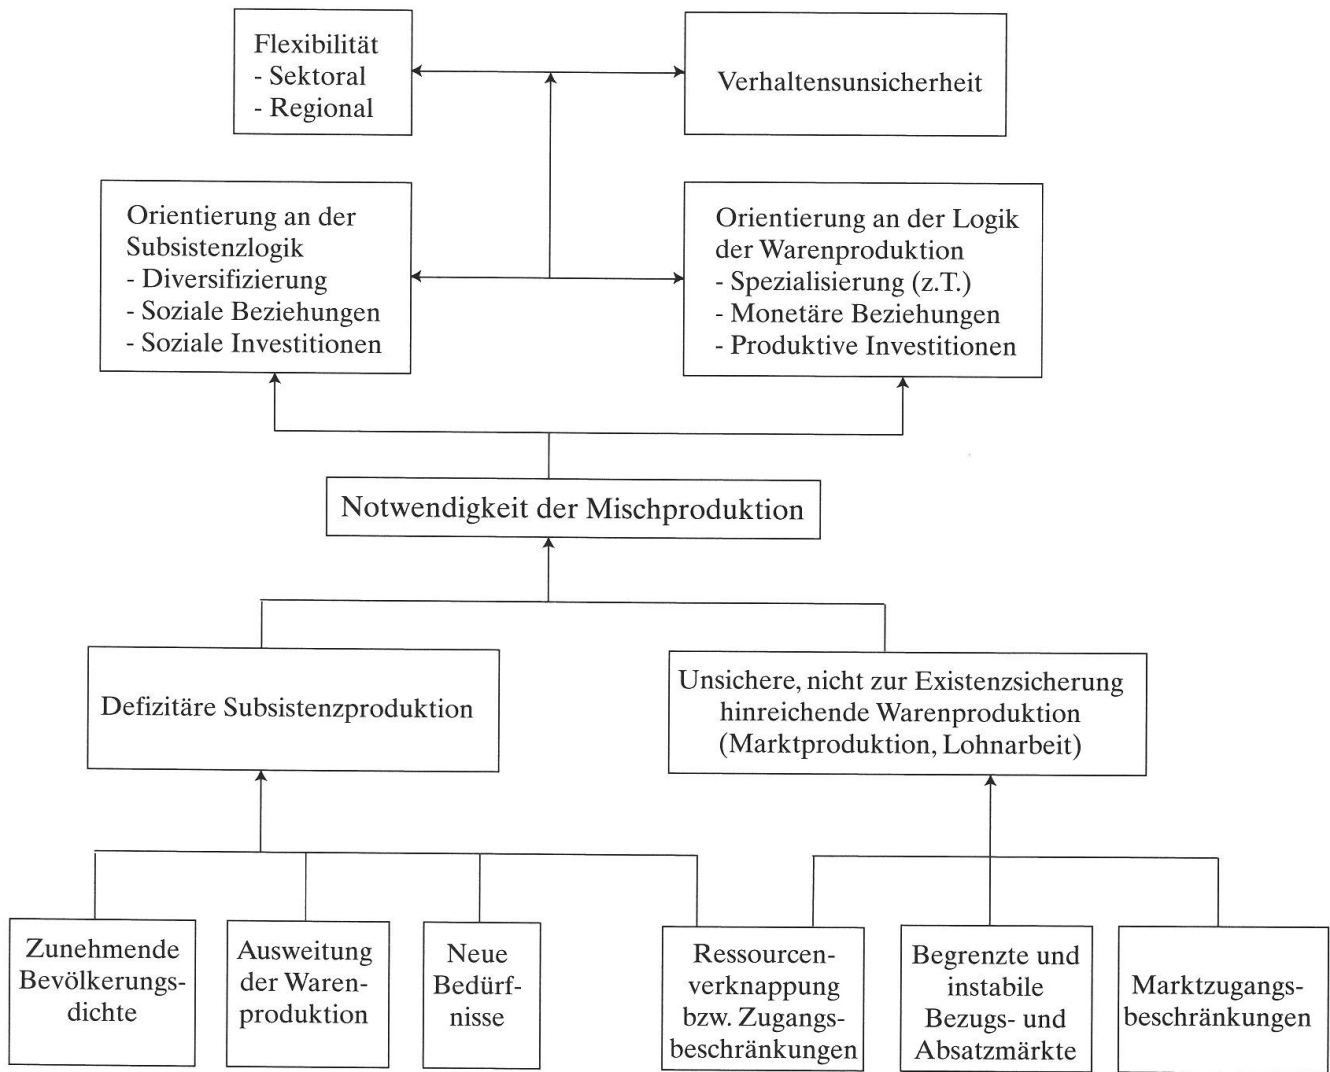 Flexibilität
- Sektoral
- Regional
Verhaltensunsicherheit
Orientierung an der
Subsistenzlogik
- Diversifizierung
- Soziale Beziehungen
- Soziale Investitionen
Orientierung an der Logik
der Warenproduktion
- Spezialisierung (z.T.)
- Monetäre Beziehungen
- Produktive Investitionen
Notwendigkeit der Mischproduktion
Defizitäre Subsistenzproduktion
Unsichere, nicht zur Existenzsicherung
hinreichende Warenproduktion
(Marktproduktion, Lohnarbeit)
Zunehmende
Bevölkerungs-
dichte
Ausweitung
der Waren-
produktion
Neue
Bedürf-
nisse
Ressourcen-
verknappung
bzw. Zugangs-
beschränkungen
Begrenzte und
instabile
Bezugs- und
Absatzmärkte
Marktzugangs-
beschränkungen